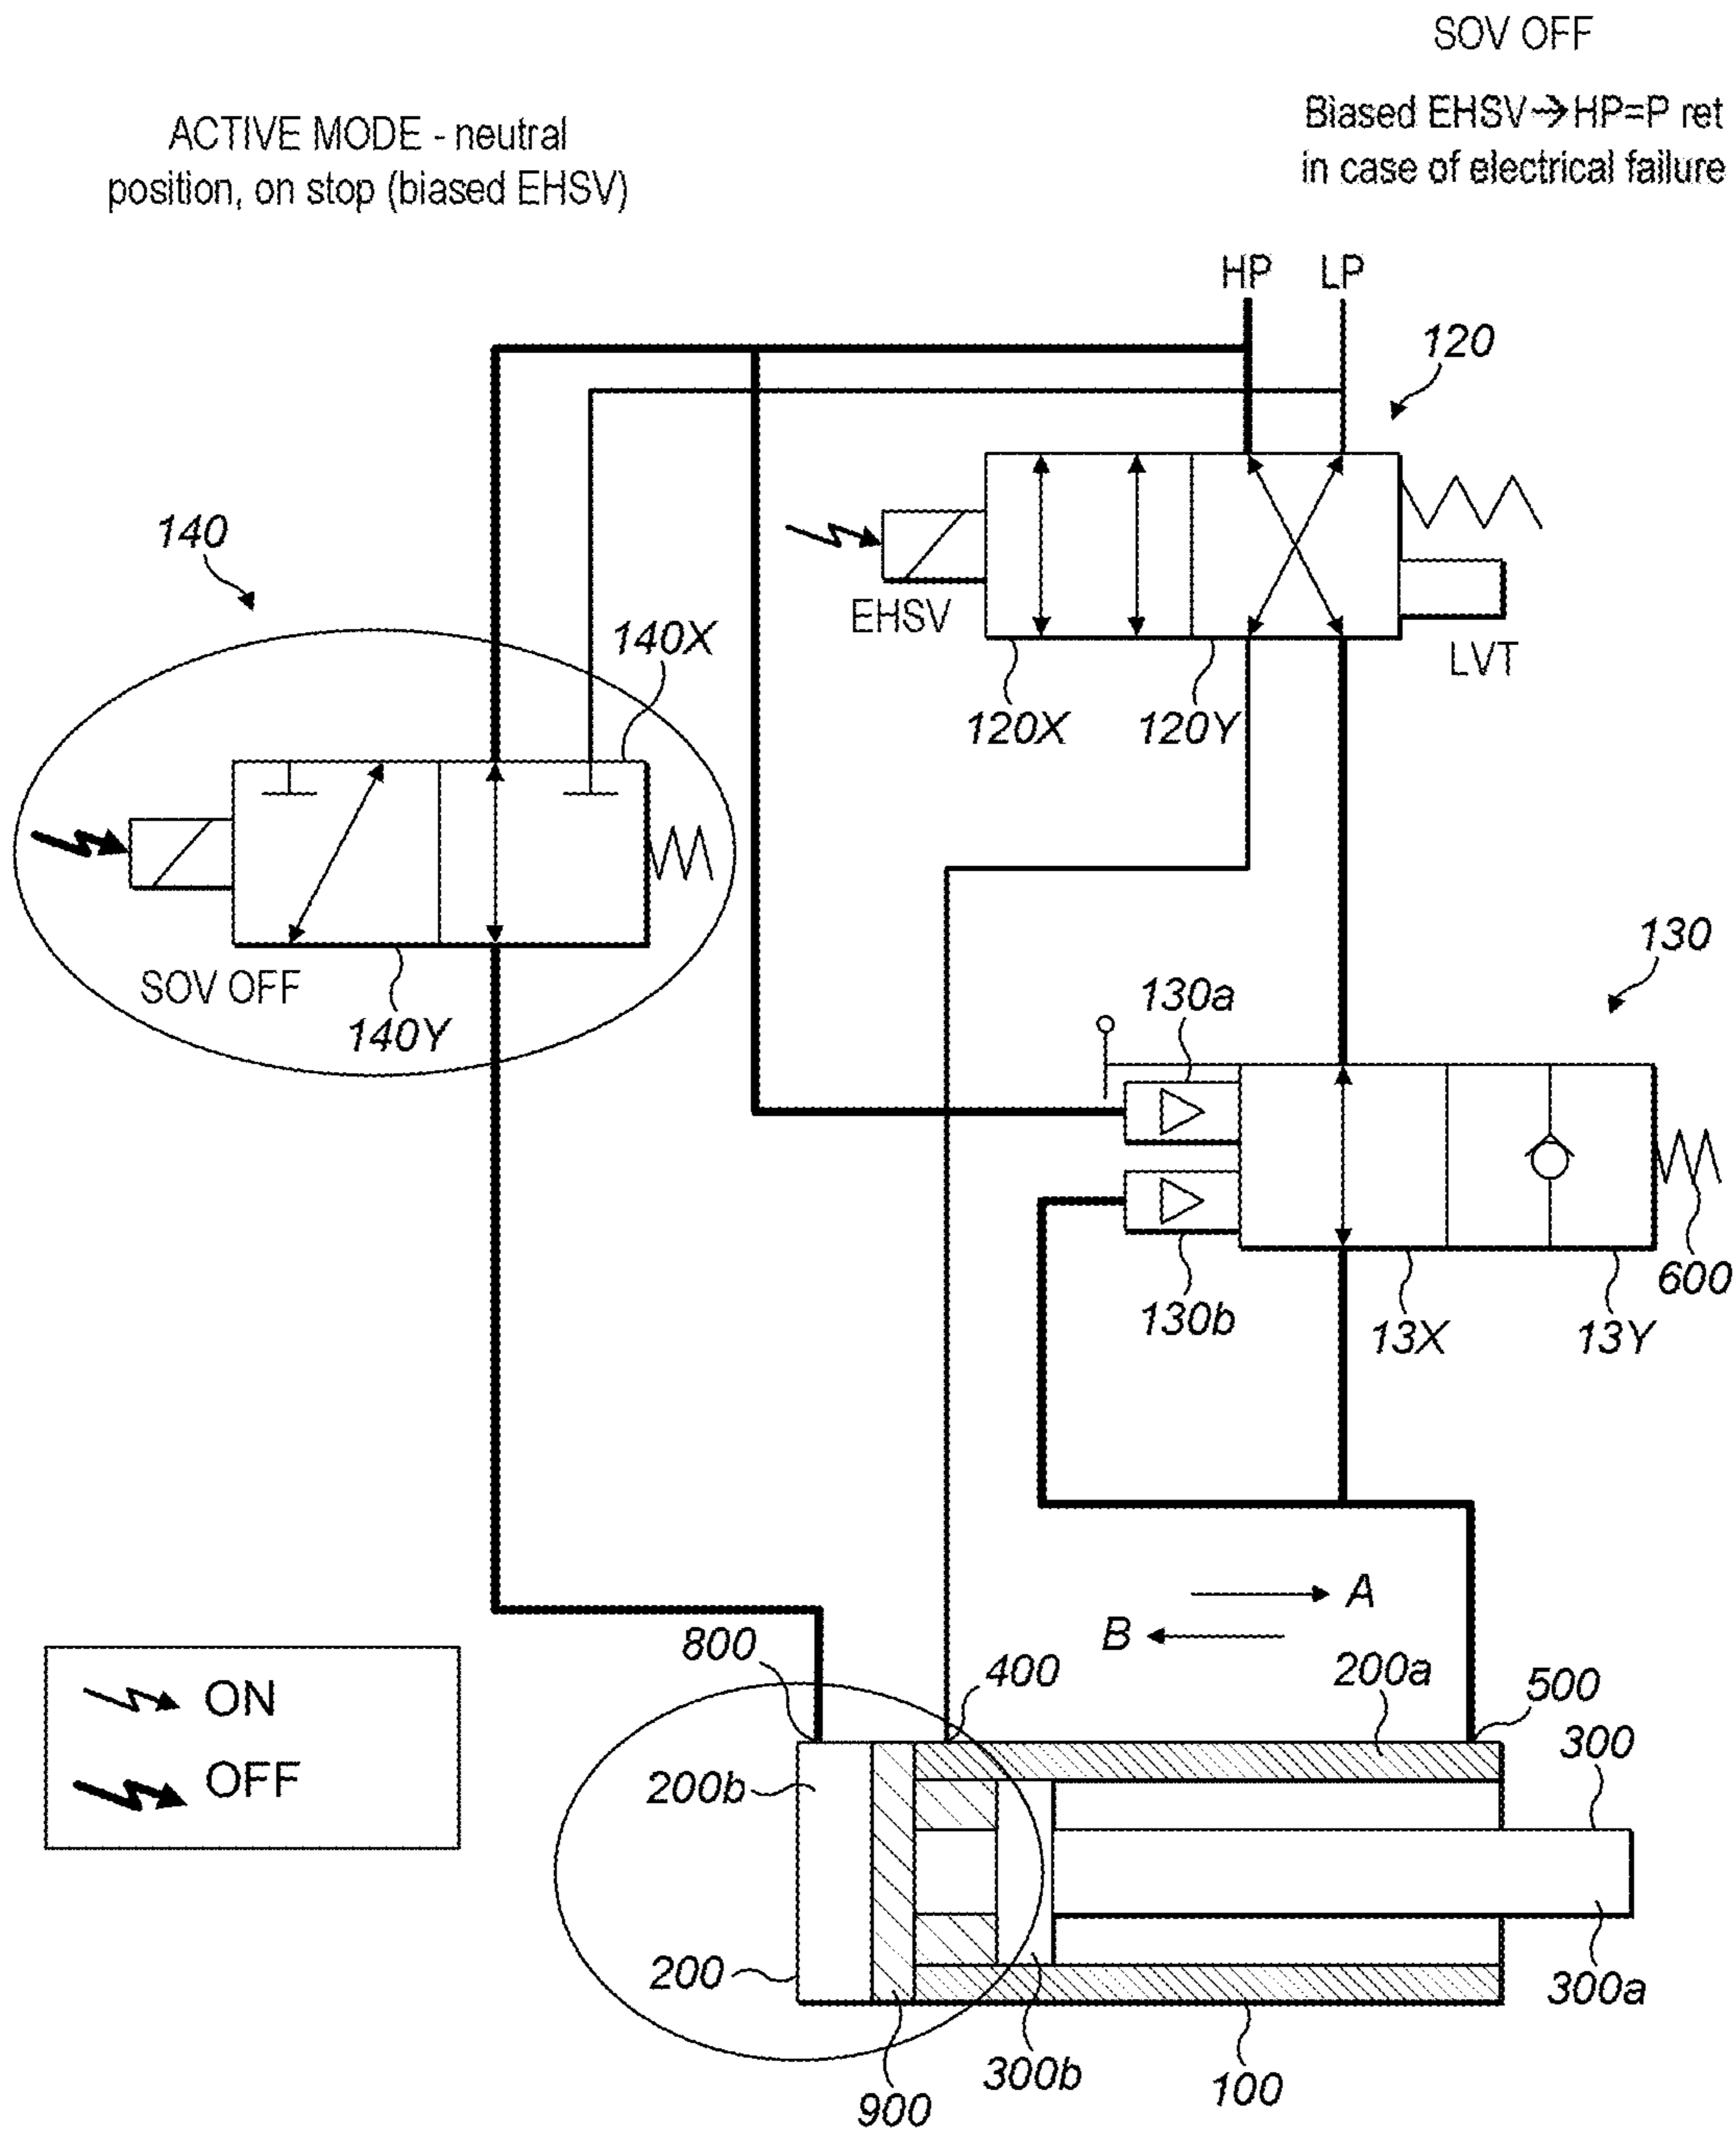 SOV OFF
Biased EHSV→HP=P ret
in case of electrical failure
ACTIVE MODE - neutral
position, on stop (biased EHSV)
HP LP
120
140
EHSV
140X
LVT
120X 120Y
130
SOV OFF
130a
140Y
600
130b
13X 13Y
A
B
800
400
200a
500
ON
300
OFF
200b
200
300a
300b
100
900